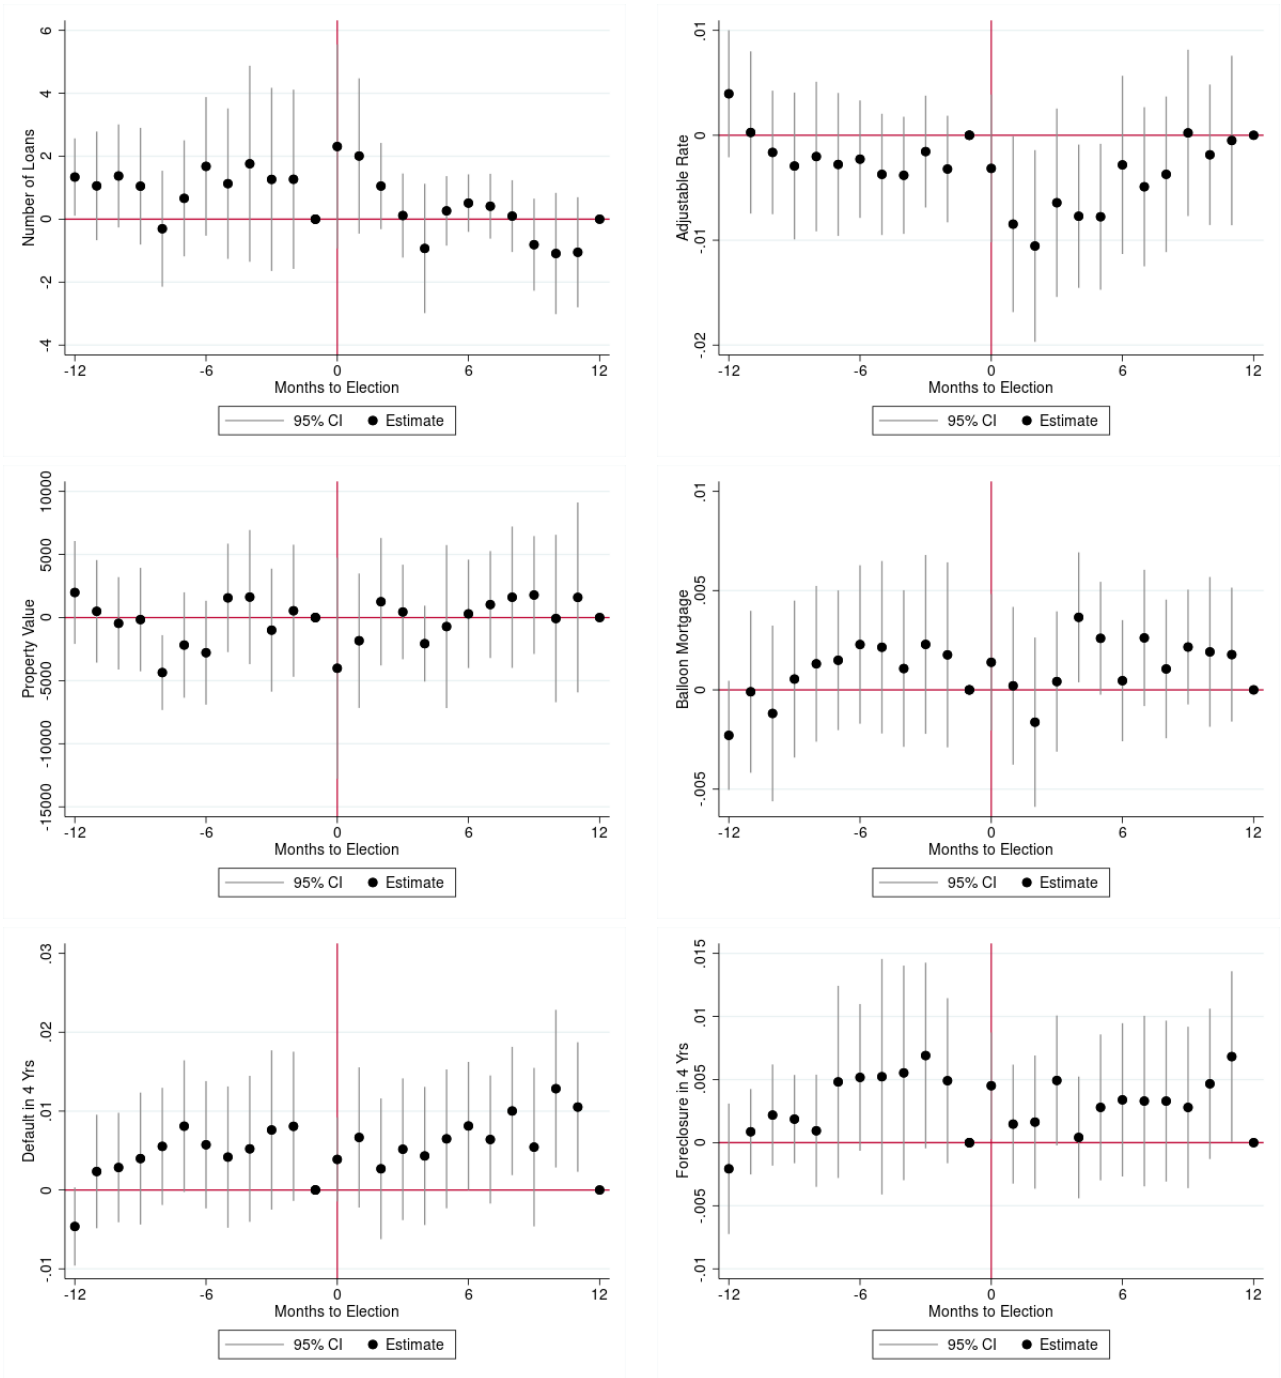 Number of Loans
6
4
2
0
-2
-4
-12 -6 0 6 12
Months to Election
95% CI Estimate
Adjustable Rate
.01
0
-.01
-.02
-12 -6 0 6 12
Months to Election
95% CI Estimate
Property Value
10000
5000
0
-5000
-10000
-15000
-12 -6 0 6 12
Months to Election
95% CI Estimate
Balloon Mortgage
.01
.005
0
-.005
-12 -6 0 6 12
Months to Election
95% CI Estimate
Default in 4 Yrs
.03
.02
.01
0
-.01
-12 -6 0 6 12
Months to Election
95% CI Estimate
Foreclosure in 4 Yrs
.015
.01
.005
0
-.005
-.01
-12 -6 0 6 12
Months to Election
95% CI Estimate